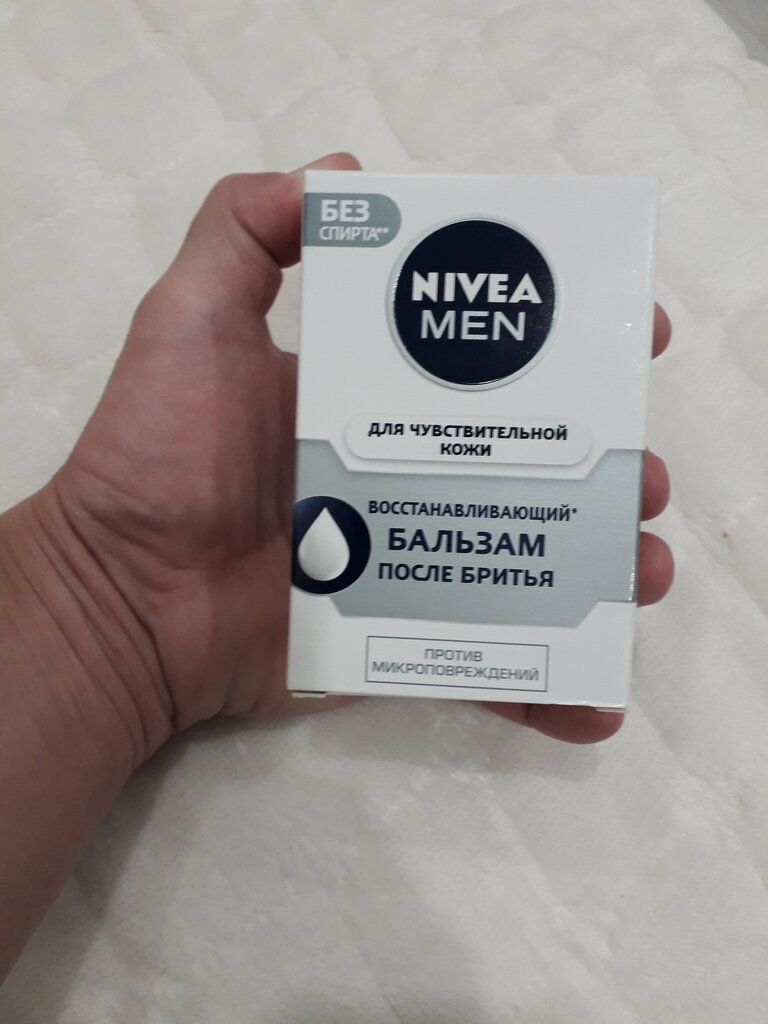 БЕЗ
СПИРТА**
NIVEA
MEN
ДЛЯ ЧУВСТВИТЕЛЬНОЙ
КОЖИ
ВОССТАНАВЛИВАЮЩИЙ*
БАЛЬЗАМ
ПОСЛЕ БРИТЬЯ
ПРОТИВ
МИКРОПОВРЕЖДЕНИЙ